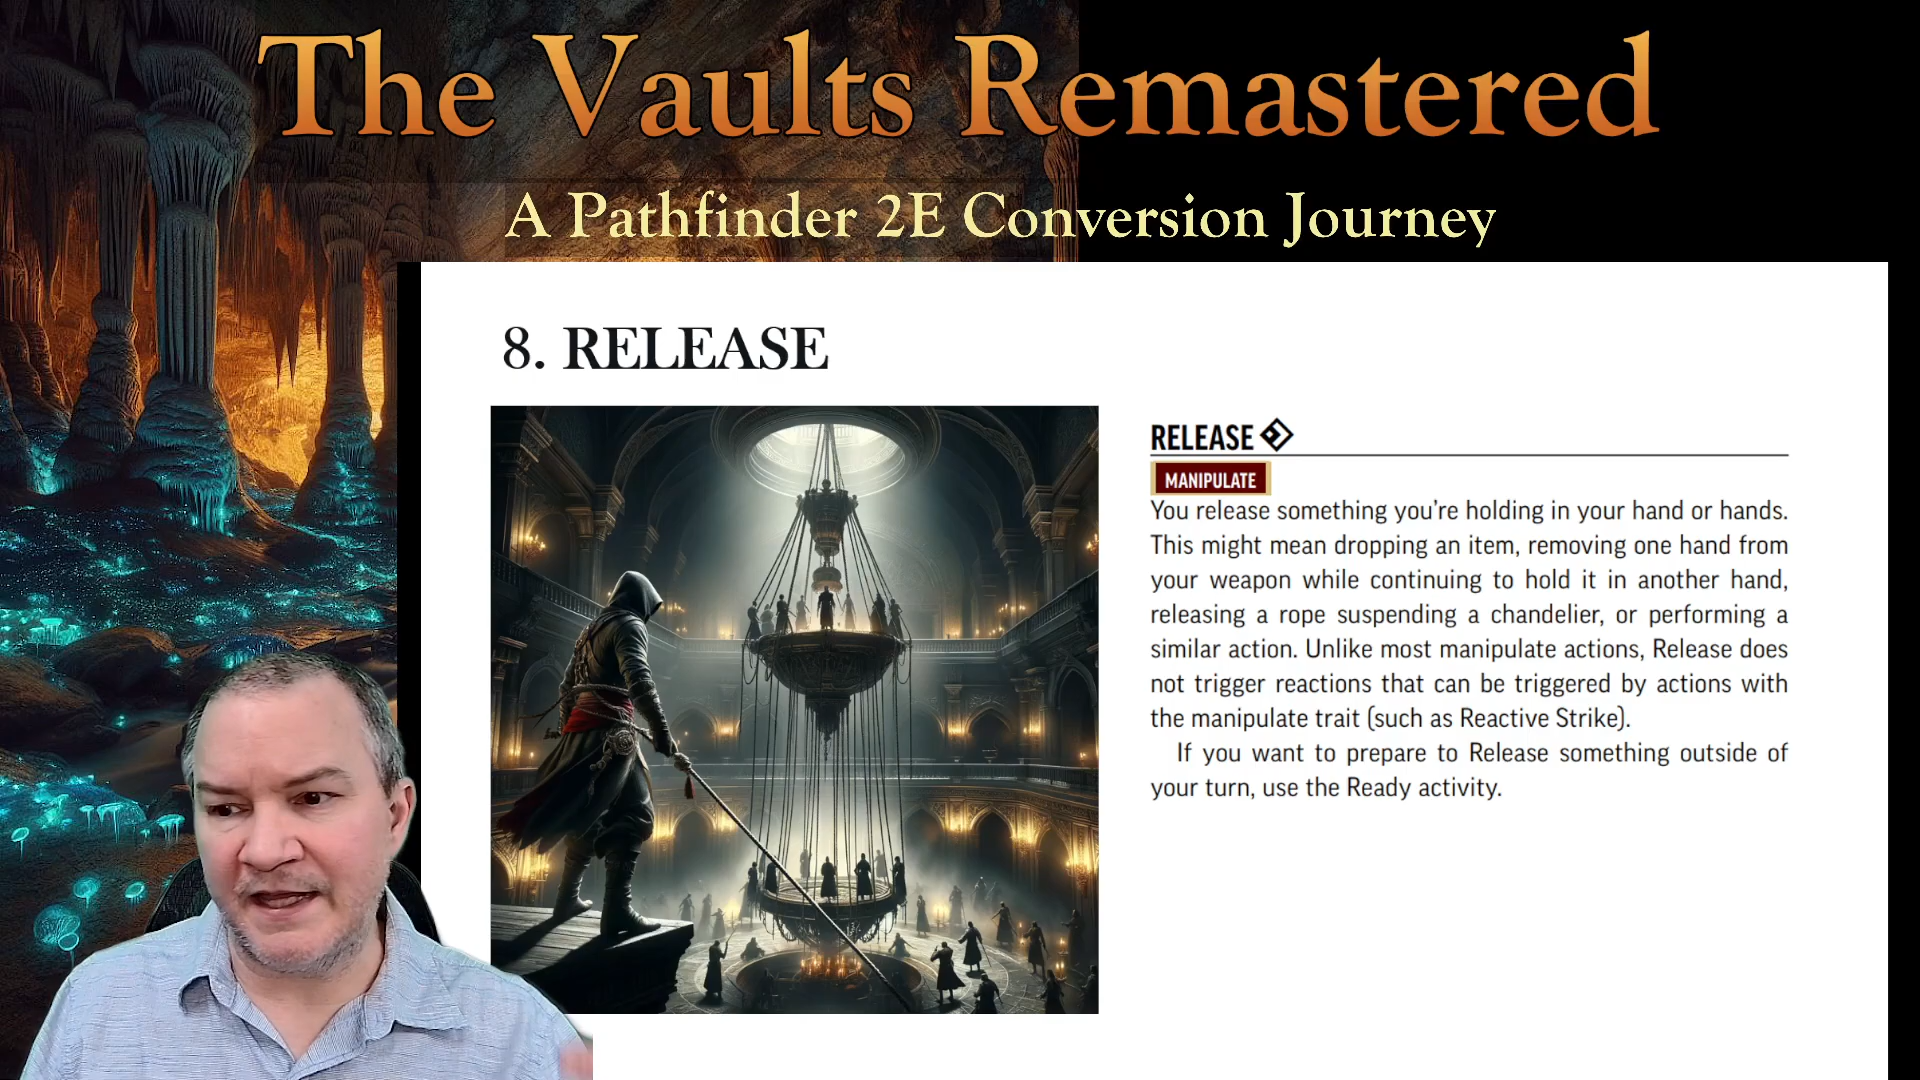 The Vaults Remastered
A Pathfinder 2E Conversion Journey
8. RELEASE
RELEASE
MANIPULATE
You release something you’re holding in your hand or hands.
This might mean dropping an item, removing one hand from
your weapon while continuing to hold it in another hand,
releasing a rope suspending a chandelier, or performing a
similar action. Unlike most manipulate actions, Release does
not trigger reactions that can be triggered by actions with
the manipulate trait (such as Reactive Strike).
If you want to prepare to Release something outside of
your turn, use the Ready activity.